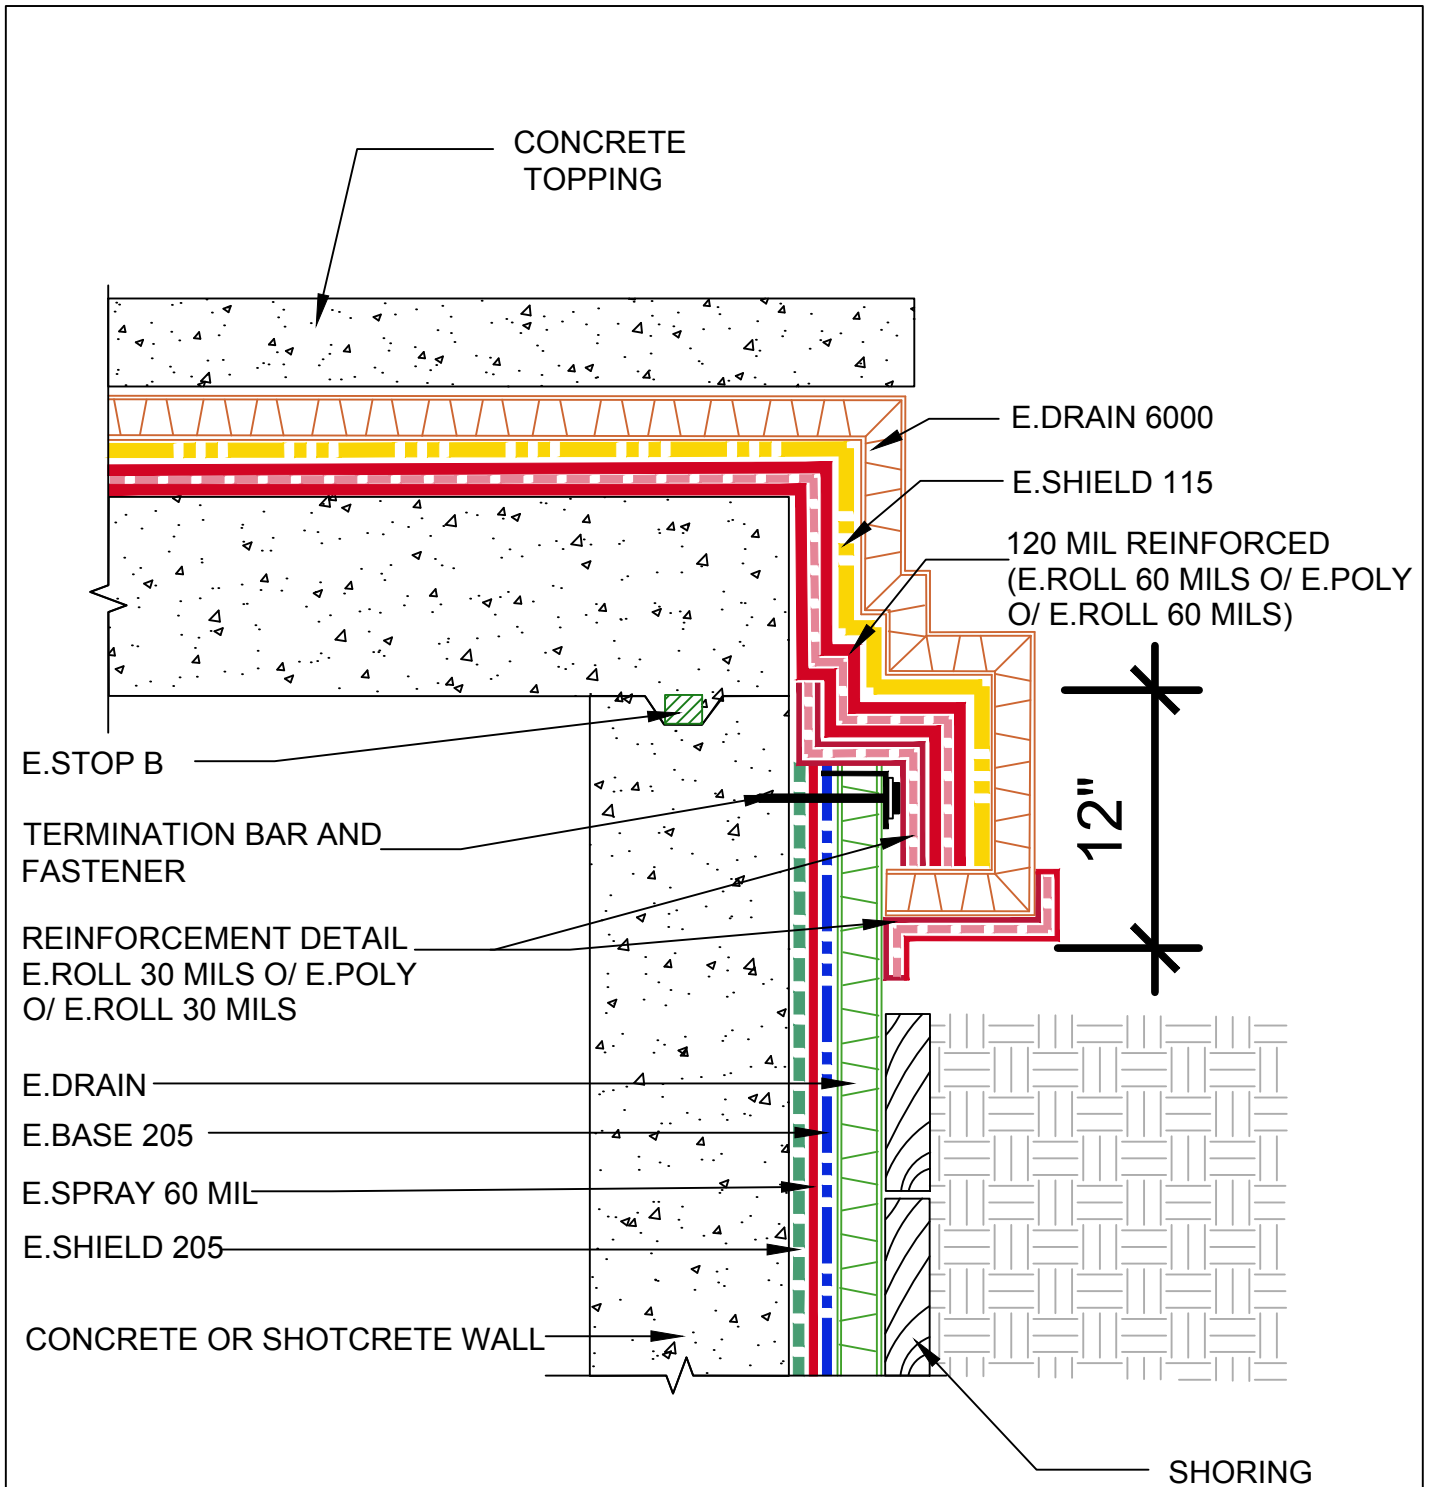 CONCRETE
TOPPING
E.DRAIN 6000
E.SHIELD 115
120 MIL REINFORCED
(E.ROLL 60 MILS O/ E.POLY
O/ E.ROLL 60 MILS)
12"
E.STOP B
TERMINATION BAR AND
FASTENER
REINFORCEMENT DETAIL
E.ROLL 30 MILS O/ E.POLY
O/ E.ROLL 30 MILS
E.DRAIN
E.BASE 205
E.SPRAY 60 MIL
E.SHIELD 205
CONCRETE OR SHOTCRETE WALL
SHORING